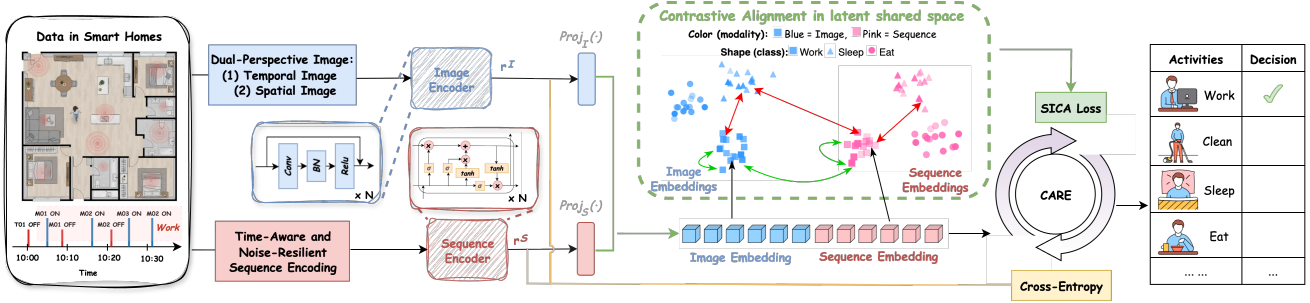 Data in Smart Homes
M01 ON
M02 ON
M03 ON
M02 ON
T01 OFF
M01 OFF
M02 OFF
Work
10:00
10:10
10:20
10:30
Time
Dual-Perspective Image:
(1) Temporal Image
(2) Spatial Image
Time-Aware and
Noise-Resilient
Sequence Encoding
Image
Encoder
r^I
Conv
BN
Relu
× N
σ
σ
tanh
σ
tanh
× N
Sequence
Encoder
r^S
Proj_I(·)
Proj_S(·)
Contrastive Alignment in latent shared space
Color (modality): Blue = Image, Pink = Sequence
Shape (class): Work Sleep Eat
Image
Embeddings
Sequence
Embeddings
Image Embedding
Sequence Embedding
SICA Loss
CARE
Cross-Entropy
Activities Decision
Work
Clean
Sleep
Eat
... ... ...